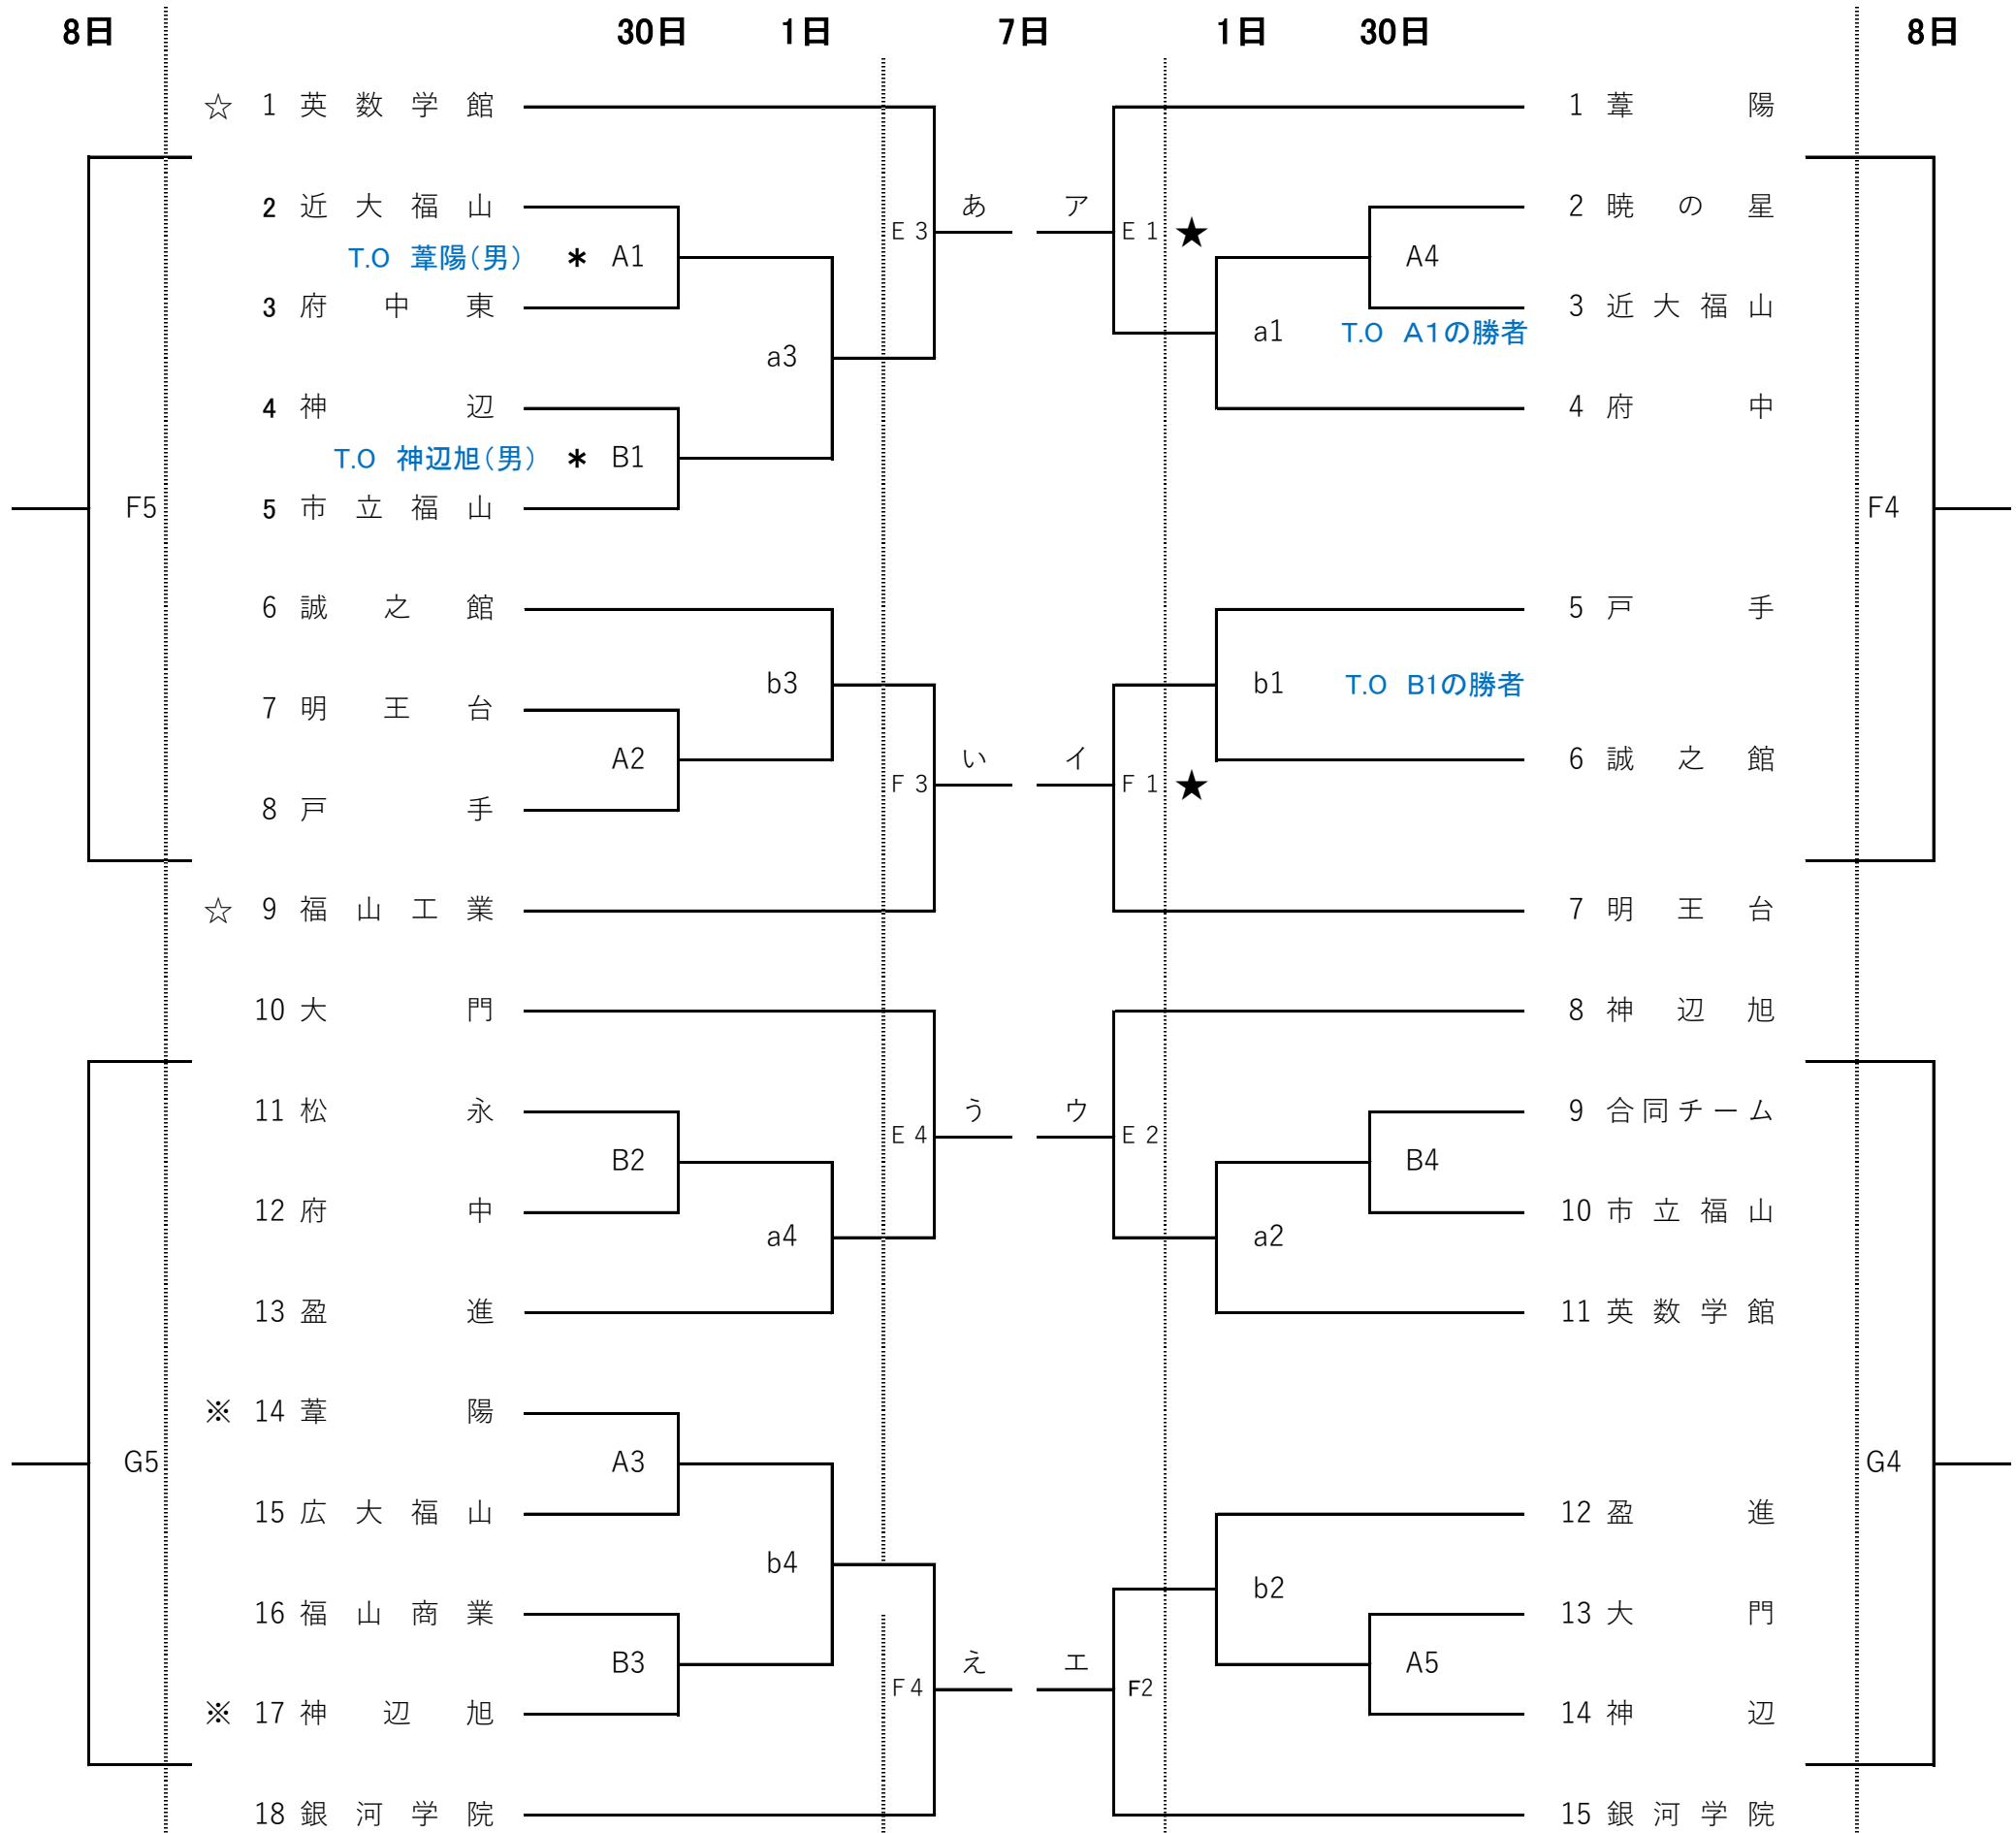 8日 30日 1日 7日 1日 30日 8日
☆ 1 英数学館 1 葦陽
2 近大福山 E3 あ ア E1 ★ 2 暁の星
T.O 葦陽(男) * A1 A4
3 府中東 3 近大福山
a3 a1 T.O A1の勝者
4 神辺 4 府中
T.O 神辺旭(男) * B1
F5 5 市立福山 F4
6 誠之館 5 戸手
b3 b1 T.O B1の勝者
7 明王台
A2 F3 い イ F1 ★ 6 誠之館
8 戸手
☆ 9 福山工業 7 明王台
10 大門 8 神辺旭
11 松永 E4 う ウ E2 9 合同チーム
B2 B4
12 府中 10 市立福山
a4 a2
13 盈進 11 英数学館
※ 14 葦陽
G5 A3 G4
15 広大福山 12 盈進
b4 b2
16 福山商業 13 大門
B3 F4 え エ F2 A5
※ 17 神辺旭 14 神辺
18 銀河学院 15 銀河学院